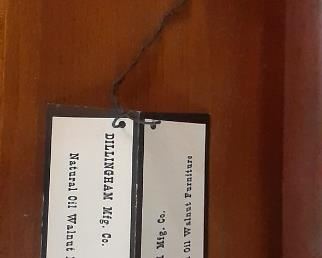 DILLINGHAM Mfg. Co.
Natural Oil Walnut
Mfg. Co.
Oil Walnut Furniture